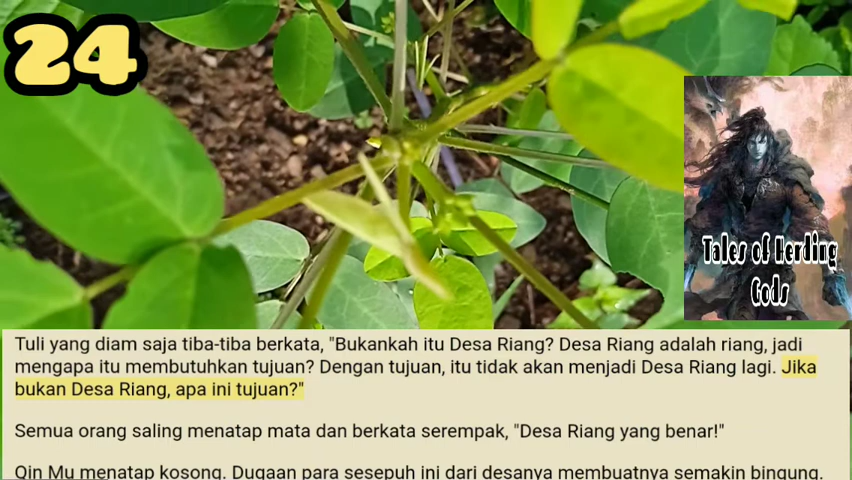 24
Tales of Herding
Gods
Tuli yang diam saja tiba-tiba berkata, "Bukankah itu Desa Riang? Desa Riang adalah riang, jadi
mengapa itu membutuhkan tujuan? Dengan tujuan, itu tidak akan menjadi Desa Riang lagi. Jika
bukan Desa Riang, apa ini tujuan?"
Semua orang saling menatap mata dan berkata serempak, "Desa Riang yang benar!"
Qin Mu menatap kosong. Dugaan para sesepuh ini dari desanya membuatnya semakin bingung.